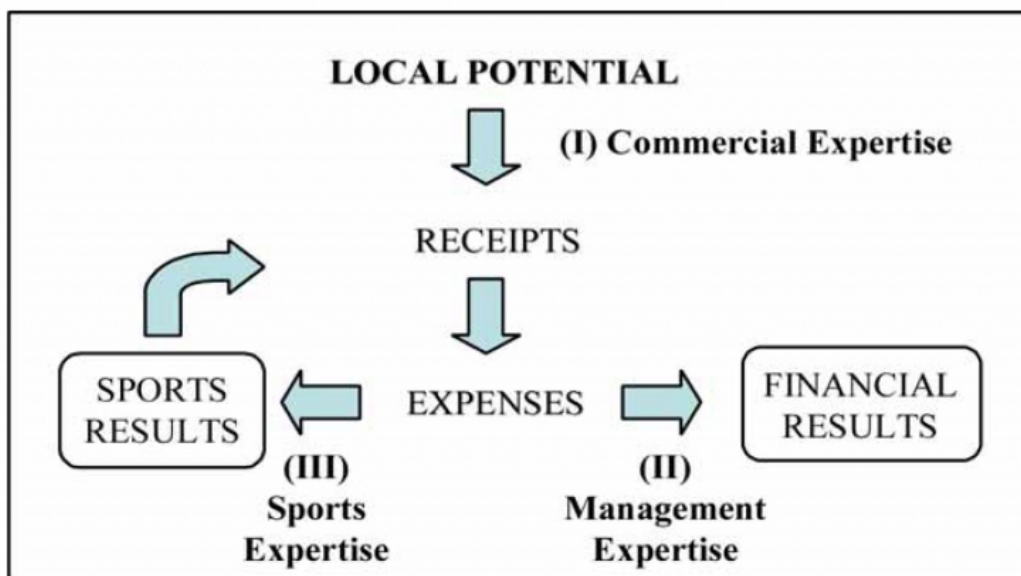 LOCAL POTENTIAL
(I) Commercial Expertise
RECEIPTS
SPORTS
RESULTS
EXPENSES
FINANCIAL
RESULTS
(III)
Sports
Expertise
(II)
Management
Expertise